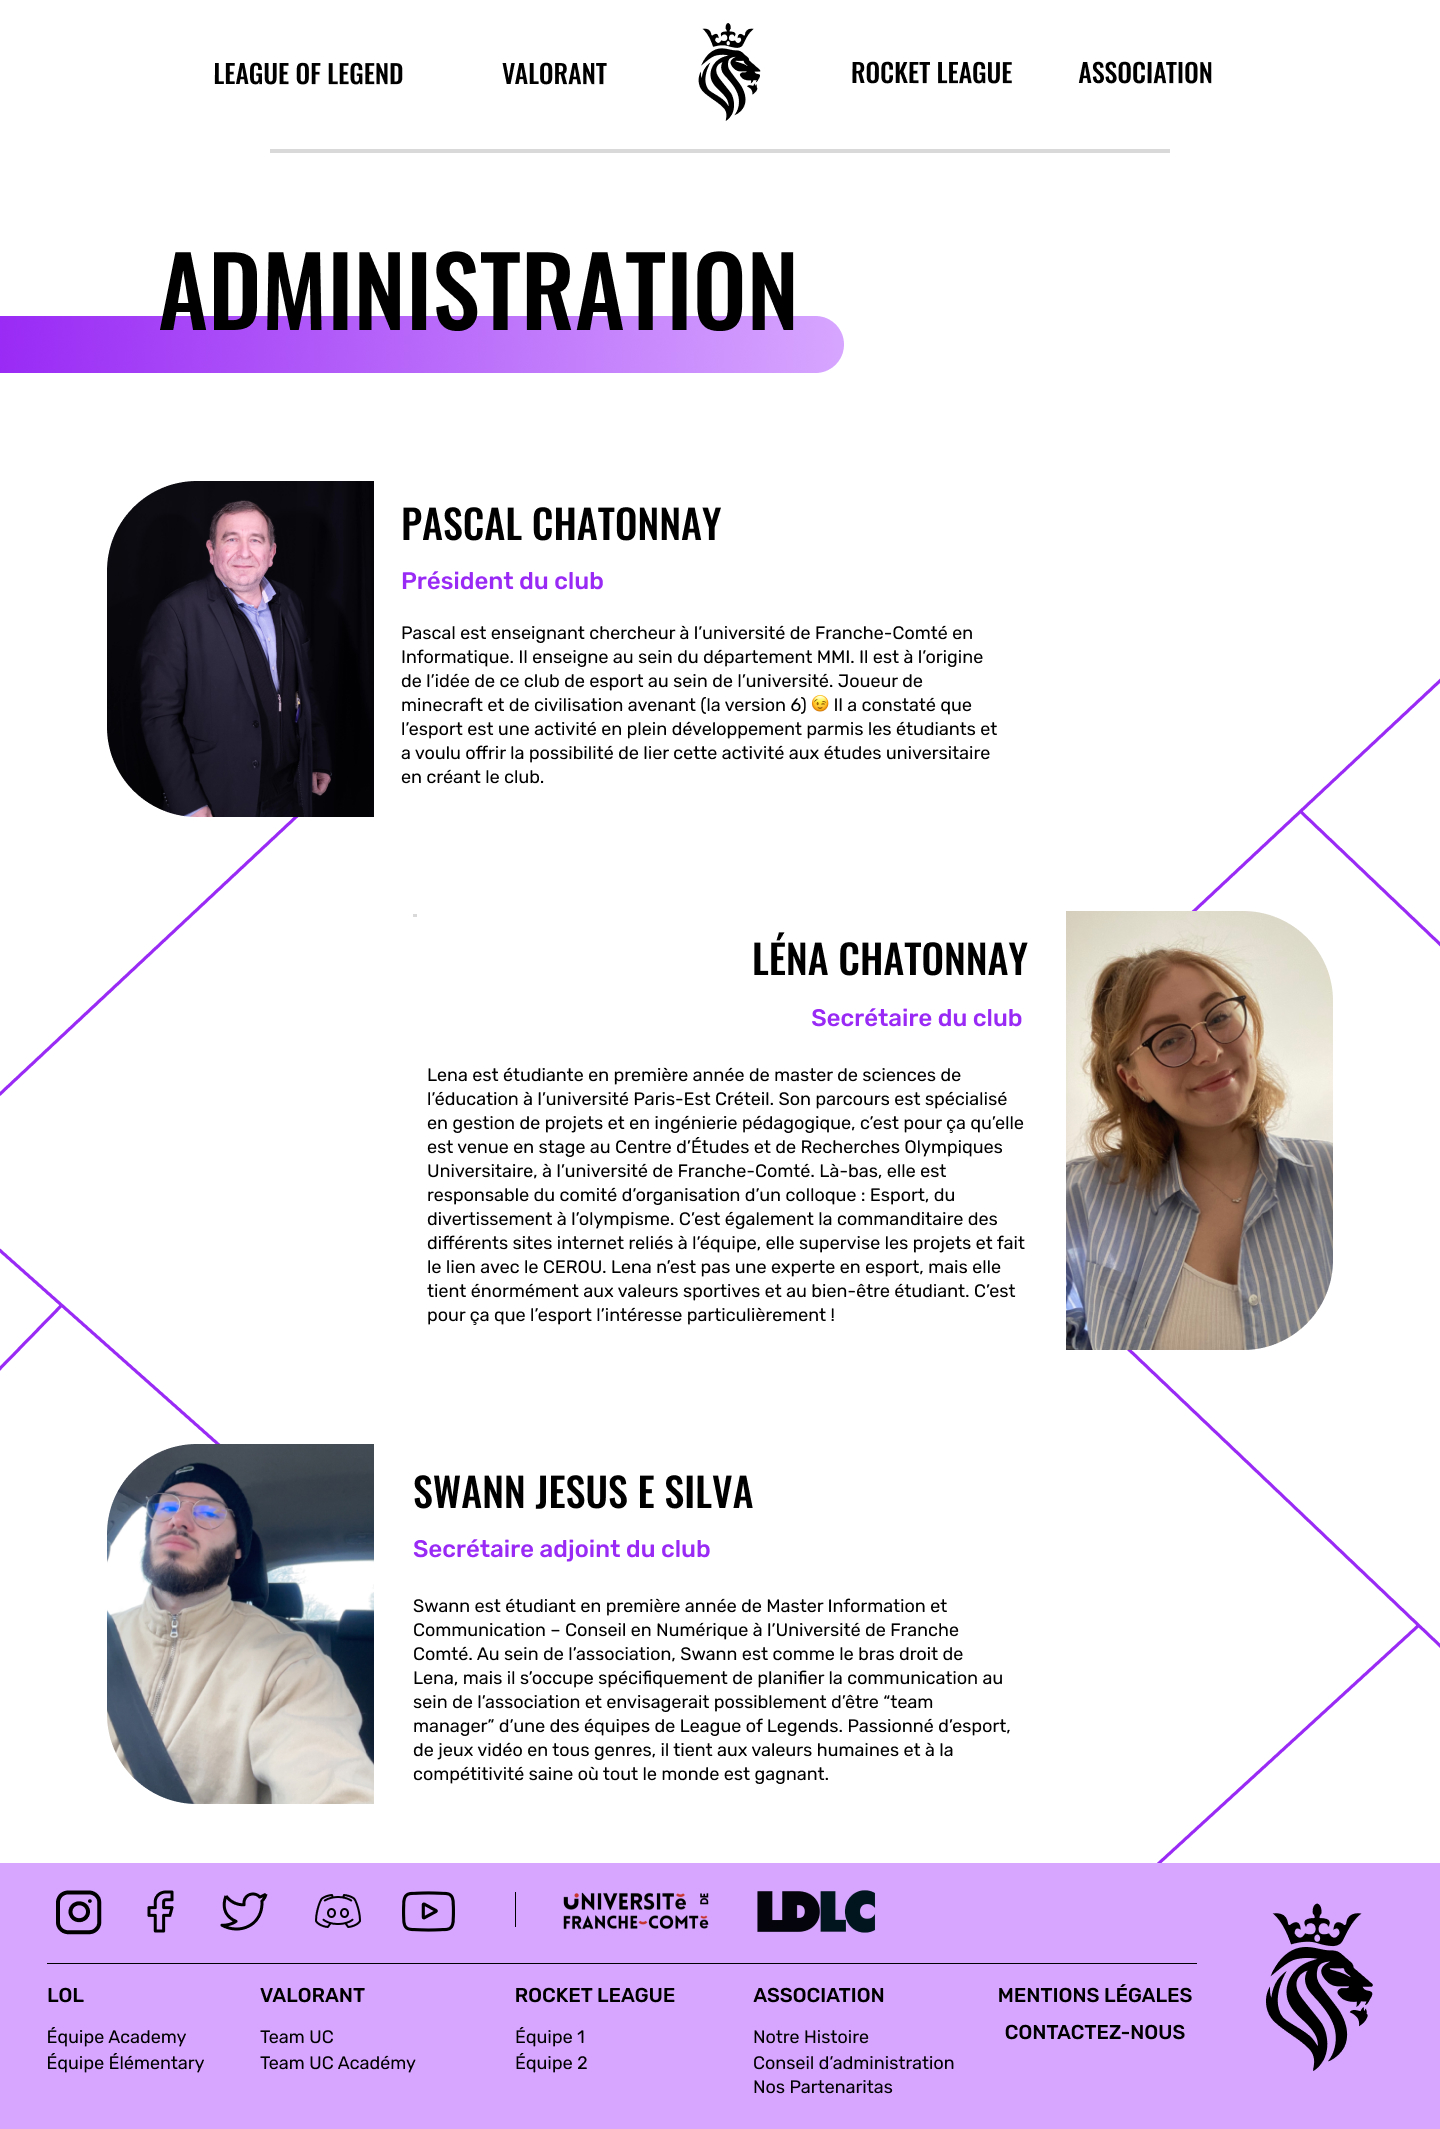 LEAGUE OF LEGEND
VALORANT
ROCKET LEAGUE
ASSOCIATION
ADMINISTRATION
PASCAL CHATONNAY
Président du club
Pascal est enseignant chercheur à l’université de Franche-Comté en
Informatique. Il enseigne au sein du département MMI. Il est à l’origine
de l’idée de ce club de esport au sein de l’université. Joueur de
minecraft et de civilisation avenant (la version 6) 😉 Il a constaté que
l’esport est une activité en plein développement parmis les étudiants et
a voulu offrir la possibilité de lier cette activité aux études universitaire
en créant le club.
LÉNA CHATONNAY
Secrétaire du club
Lena est étudiante en première année de master de sciences de
l’éducation à l’université Paris-Est Créteil. Son parcours est spécialisé
en gestion de projets et en ingénierie pédagogique, c’est pour ça qu’elle
est venue en stage au Centre d’Études et de Recherches Olympiques
Universitaire, à l’université de Franche-Comté. Là-bas, elle est
responsable du comité d’organisation d’un colloque : Esport, du
divertissement à l’olympisme. C’est également la commanditaire des
différents sites internet reliés à l’équipe, elle supervise les projets et fait
le lien avec le CEROU. Lena n’est pas une experte en esport, mais elle
tient énormément aux valeurs sportives et au bien-être étudiant. C’est
pour ça que l’esport l’intéresse particulièrement !
SWANN JESUS E SILVA
Secrétaire adjoint du club
Swann est étudiant en première année de Master Information et
Communication – Conseil en Numérique à l’Université de Franche
Comté. Au sein de l’association, Swann est comme le bras droit de
Lena, mais il s’occupe spécifiquement de planifier la communication au
sein de l’association et envisagerait possiblement d’être “team
manager” d’une des équipes de League of Legends. Passionné d’esport,
de jeux vidéo en tous genres, il tient aux valeurs humaines et à la
compétitivité saine où tout le monde est gagnant.
UNIVERSITé DE
FRANCHE-COMTé
LDLC
LOL
Équipe Academy
Équipe Élémentary
VALORANT
Team UC
Team UC Académy
ROCKET LEAGUE
Équipe 1
Équipe 2
ASSOCIATION
Notre Histoire
Conseil d’administration
Nos Partenaritas
MENTIONS LÉGALES
CONTACTEZ-NOUS